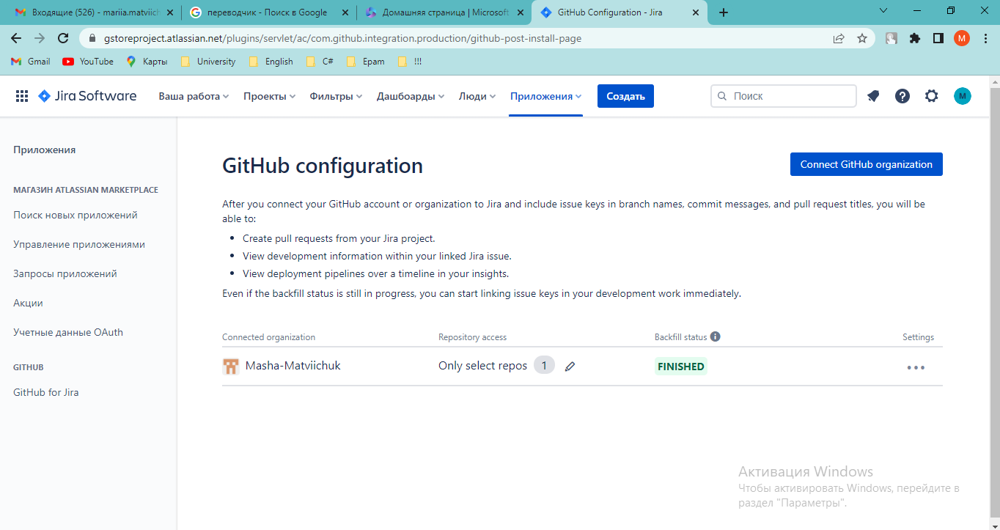 Входящие (526) - mariia.matviich
переводчик - Поиск в Google
Домашняя страница | Microsoft
GitHub Configuration - Jira
gstoreproject.atlassian.net/plugins/servlet/ac/com.github.integration.production/github-post-install-page
M
Gmail
YouTube
Карты
University
English
C#
Epam
!!!
Jira Software
Ваша работа
Проекты
Фильтры
Дашборды
Люди
Приложения
Создать
Поиск
M
Приложения
МАГАЗИН ATLASSIAN MARKETPLACE
Поиск новых приложений
Управление приложениями
Запросы приложений
Акции
Учетные данные OAuth
GITHUB
GitHub for Jira
GitHub configuration
Connect GitHub organization
After you connect your GitHub account or organization to Jira and include issue keys in branch names, commit messages, and pull request titles, you will be
able to:
• Create pull requests from your Jira project.
• View development information within your linked Jira issue.
• View deployment pipelines over a timeline in your insights.
Even if the backfill status is still in progress, you can start linking issue keys in your development work immediately.
Connected organization Repository access Backfill status Settings
Masha-Matviichuk Only select repos 1 FINISHED
Активация Windows
Чтобы активировать Windows, перейдите в
раздел "Параметры".